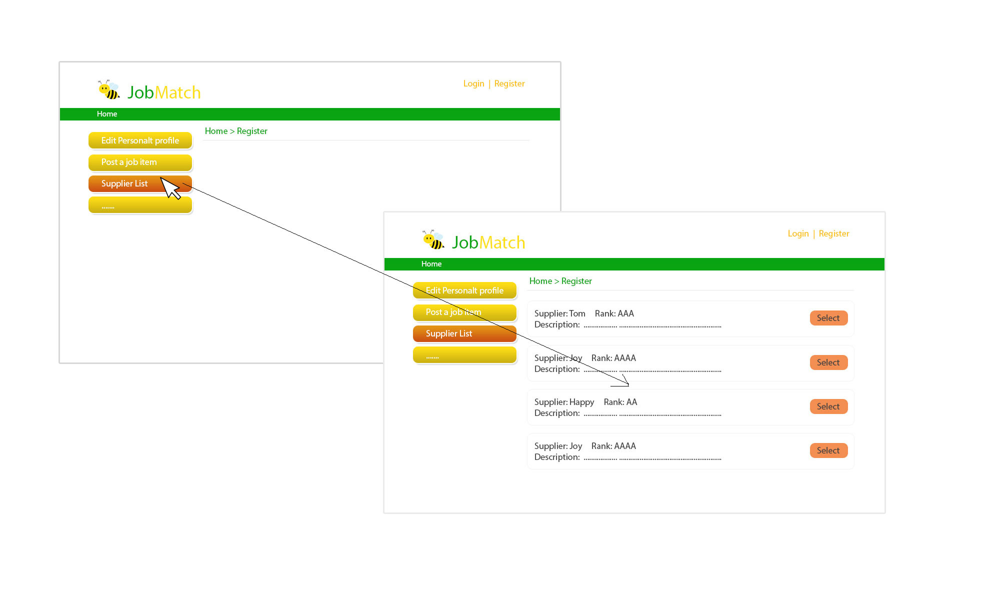 JobMatch
Login | Register
Home
Home > Register
Edit Personalt profile
Post a job item
Supplier List
.......
JobMatch
Login | Register
Home
Home > Register
Edit Personalt profile
Post a job item
Supplier List
.......
Supplier: Tom Rank: AAA
Description: .................. .......................................................
Select
Supplier: Joy Rank: AAAA
Description: .................. .......................................................
Select
Supplier: Happy Rank: AA
Description: .................. .......................................................
Select
Supplier: Joy Rank: AAAA
Description: .................. .......................................................
Select